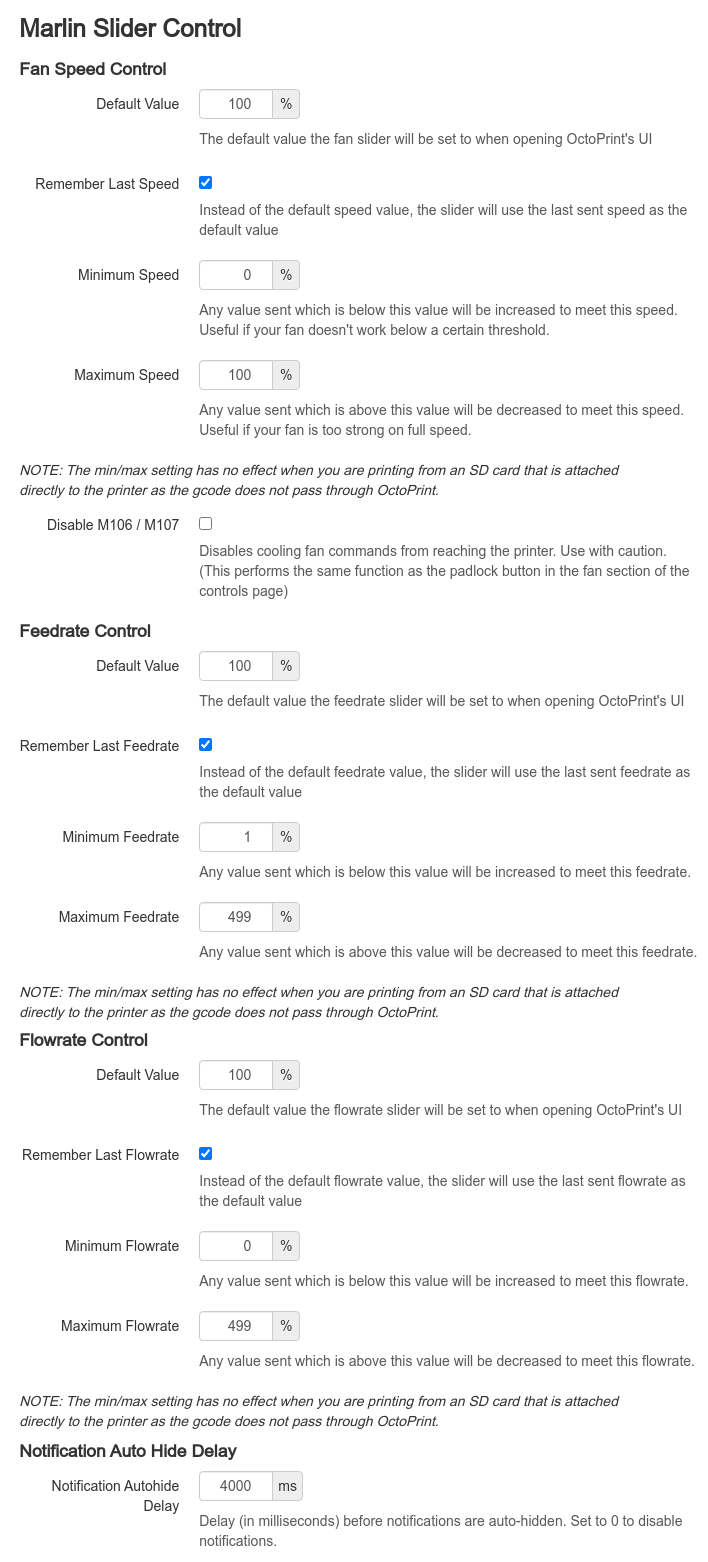 Marlin Slider Control
Fan Speed Control
Default Value 100 %
The default value the fan slider will be set to when opening OctoPrint's UI
Remember Last Speed
Instead of the default speed value, the slider will use the last sent speed as the
default value
Minimum Speed 0 %
Any value sent which is below this value will be increased to meet this speed.
Useful if your fan doesn't work below a certain threshold.
Maximum Speed 100 %
Any value sent which is above this value will be decreased to meet this speed.
Useful if your fan is too strong on full speed.
NOTE: The min/max setting has no effect when you are printing from an SD card that is attached
directly to the printer as the gcode does not pass through OctoPrint.
Disable M106 / M107
Disables cooling fan commands from reaching the printer. Use with caution.
(This performs the same function as the padlock button in the fan section of the
controls page)
Feedrate Control
Default Value 100 %
The default value the feedrate slider will be set to when opening OctoPrint's UI
Remember Last Feedrate
Instead of the default feedrate value, the slider will use the last sent feedrate as
the default value
Minimum Feedrate 1 %
Any value sent which is below this value will be increased to meet this feedrate.
Maximum Feedrate 499 %
Any value sent which is above this value will be decreased to meet this feedrate.
NOTE: The min/max setting has no effect when you are printing from an SD card that is attached
directly to the printer as the gcode does not pass through OctoPrint.
Flowrate Control
Default Value 100 %
The default value the flowrate slider will be set to when opening OctoPrint's UI
Remember Last Flowrate
Instead of the default flowrate value, the slider will use the last sent flowrate as
the default value
Minimum Flowrate 0 %
Any value sent which is below this value will be increased to meet this flowrate.
Maximum Flowrate 499 %
Any value sent which is above this value will be decreased to meet this flowrate.
NOTE: The min/max setting has no effect when you are printing from an SD card that is attached
directly to the printer as the gcode does not pass through OctoPrint.
Notification Auto Hide Delay
Notification Autohide 4000 ms
Delay
Delay (in milliseconds) before notifications are auto-hidden. Set to 0 to disable
notifications.